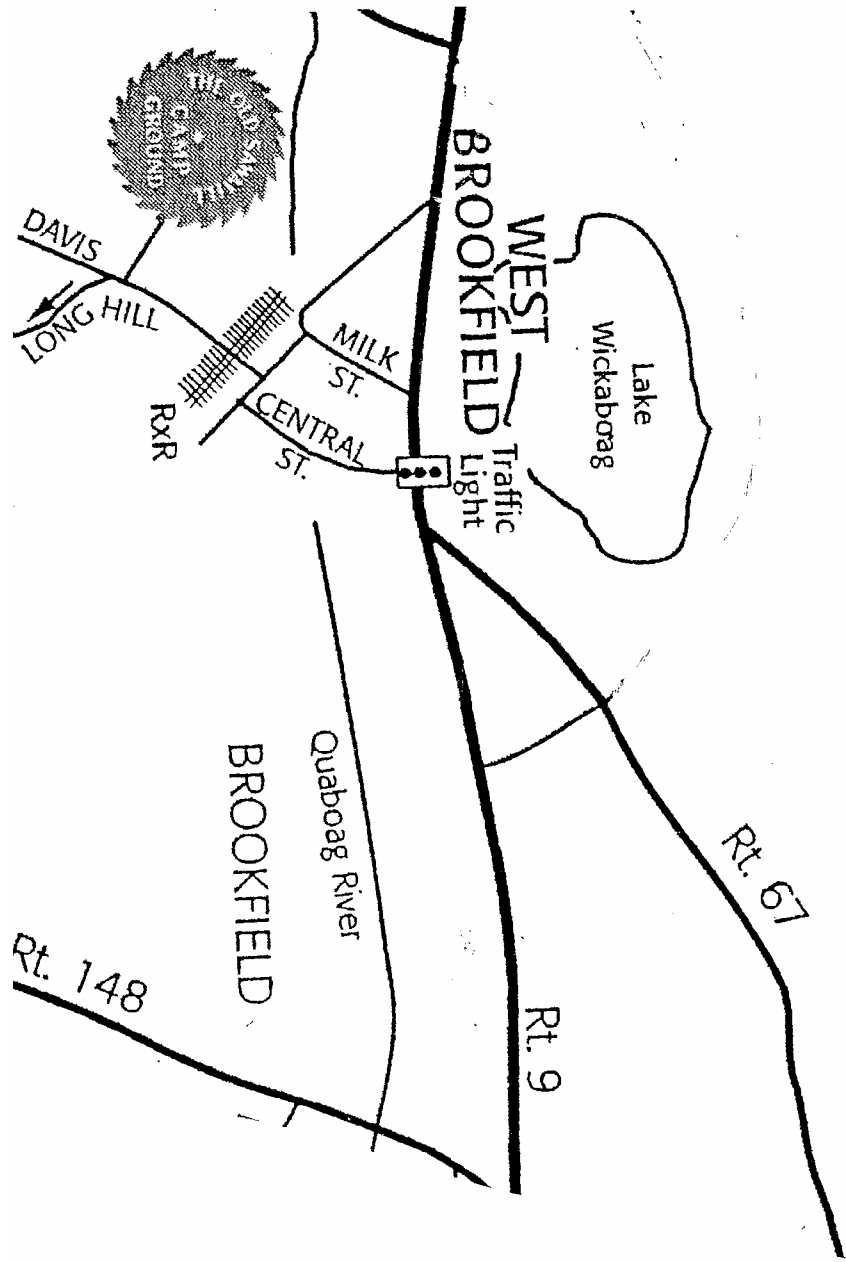 THE OLD SAWMILL
CAMP
GROUND
WEST
BROOKFIELD
Lake
Wickaboag
DAVIS
LONG HILL
MILK
ST.
CENTRAL
ST.
RxR
Traffic
Light
Rt. 67
Quaboag River
BROOKFIELD
Rt. 9
Rt. 148